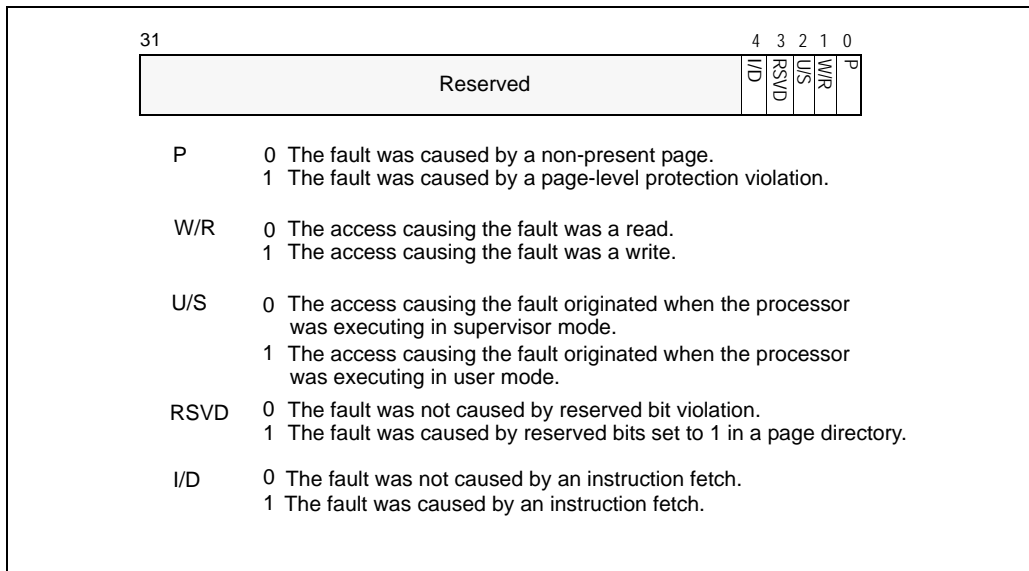 31 4 3 2 1 0
Reserved I/D RSVD U/S W/R P
P 0 The fault was caused by a non-present page.
1 The fault was caused by a page-level protection violation.
W/R 0 The access causing the fault was a read.
1 The access causing the fault was a write.
U/S 0 The access causing the fault originated when the processor
was executing in supervisor mode.
1 The access causing the fault originated when the processor
was executing in user mode.
RSVD 0 The fault was not caused by reserved bit violation.
1 The fault was caused by reserved bits set to 1 in a page directory.
I/D 0 The fault was not caused by an instruction fetch.
1 The fault was caused by an instruction fetch.